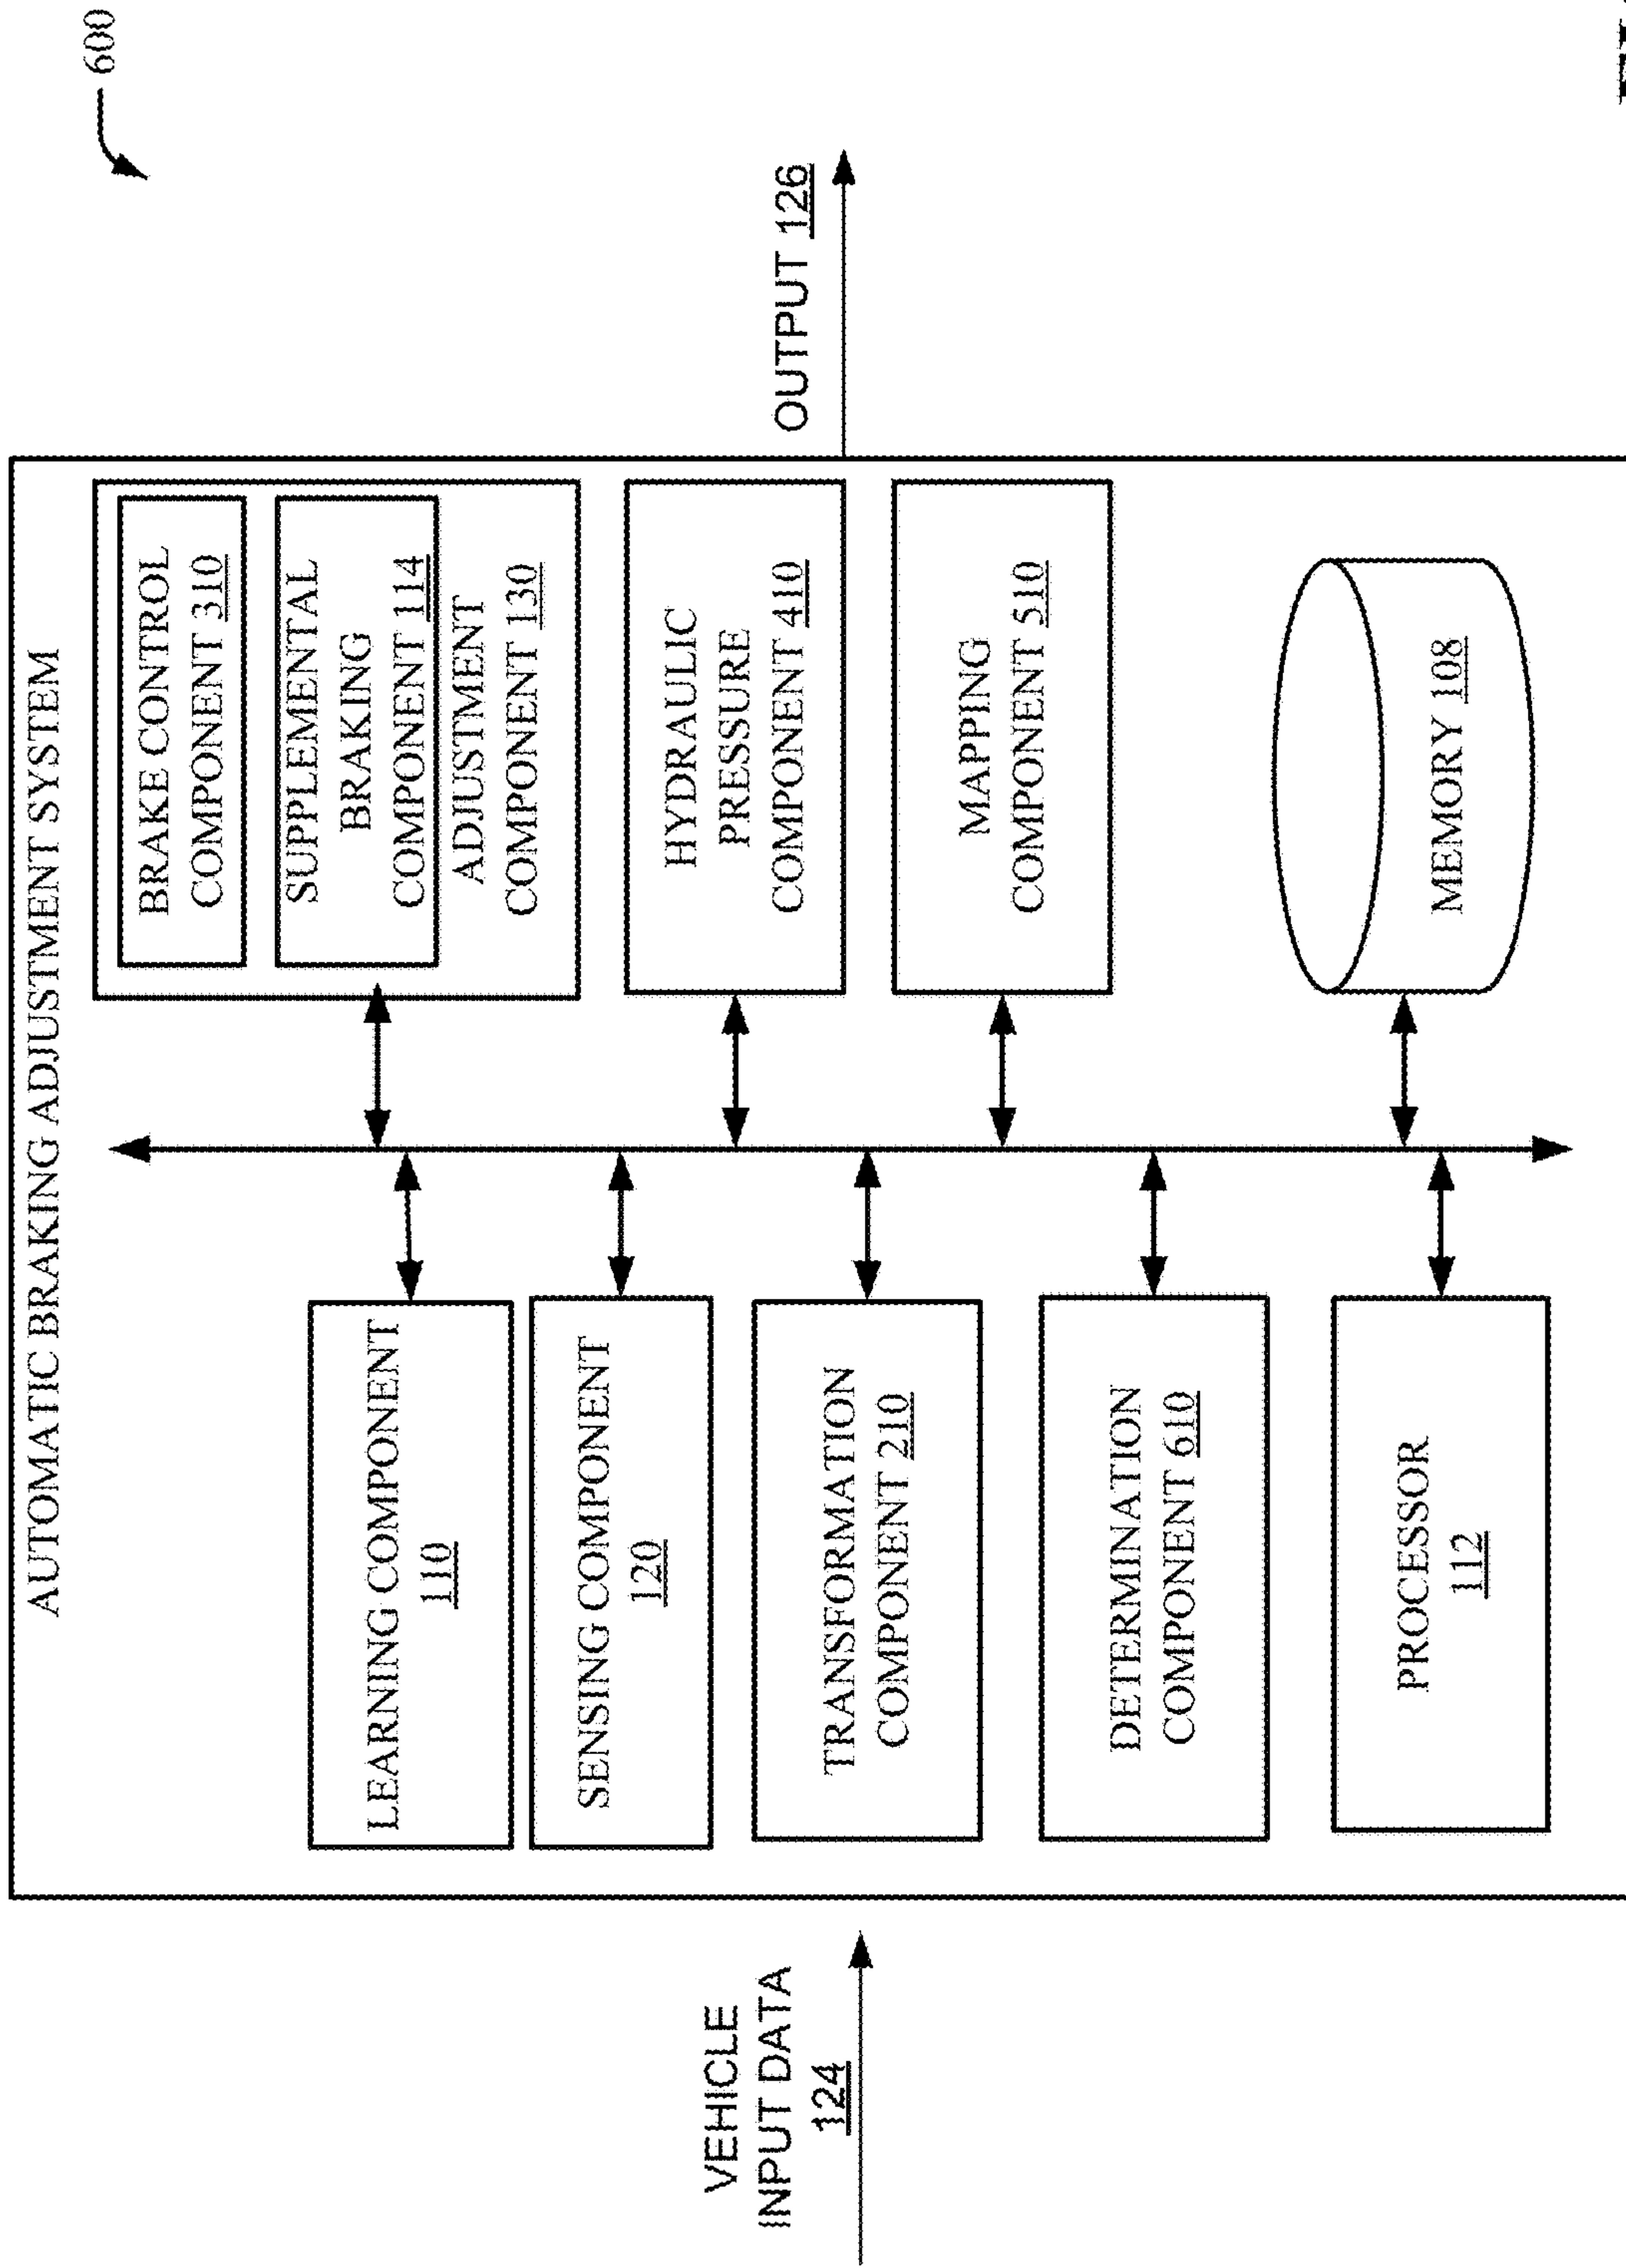 600
AUTOMATIC BRAKING ADJUSTMENT SYSTEM
VEHICLE
INPUT DATA
124
LEARNING COMPONENT
110
SENSING COMPONENT
120
TRANSFORMATION
COMPONENT 210
DETERMINATION
COMPONENT 610
PROCESSOR
112
BRAKE CONTROL
COMPONENT 310
SUPPLEMENTAL
BRAKING
COMPONENT 114
ADJUSTMENT
COMPONENT 130
HYDRAULIC
PRESSURE
COMPONENT 410
MAPPING
COMPONENT 510
MEMORY 108
OUTPUT 126